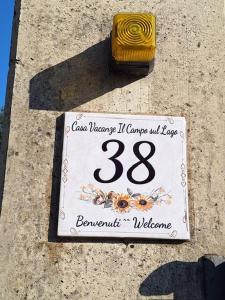 Casa Vacanze Il Campo sul Lago
38
Benvenuti ~~ Welcome